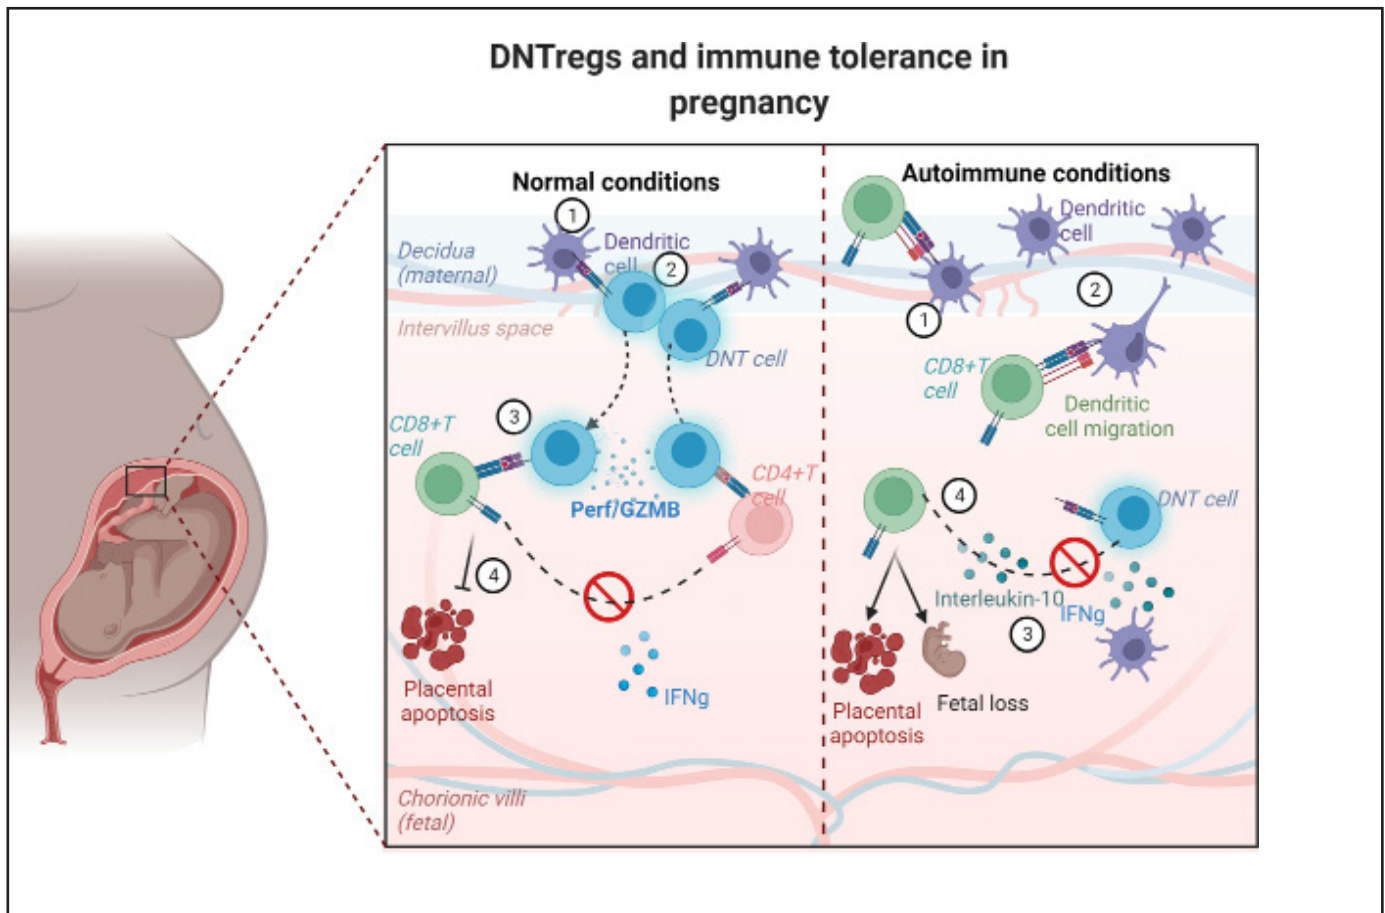 DNTregs and immune tolerance in
pregnancy
Normal conditions
1
Decidua
(maternal)
Dendritic
cell
2
Intervillus space
DNT cell
3
CD8+T
cell
CD4+T
cell
Perf/GZMB
4
Placental
apoptosis
IFNg
Chorionic villi
(fetal)
Autoimmune conditions
Dendritic
cell
2
1
CD8+T
cell
Dendritic
cell migration
4
DNT cell
Interleukin-10
IFNg
3
Fetal loss
Placental
apoptosis